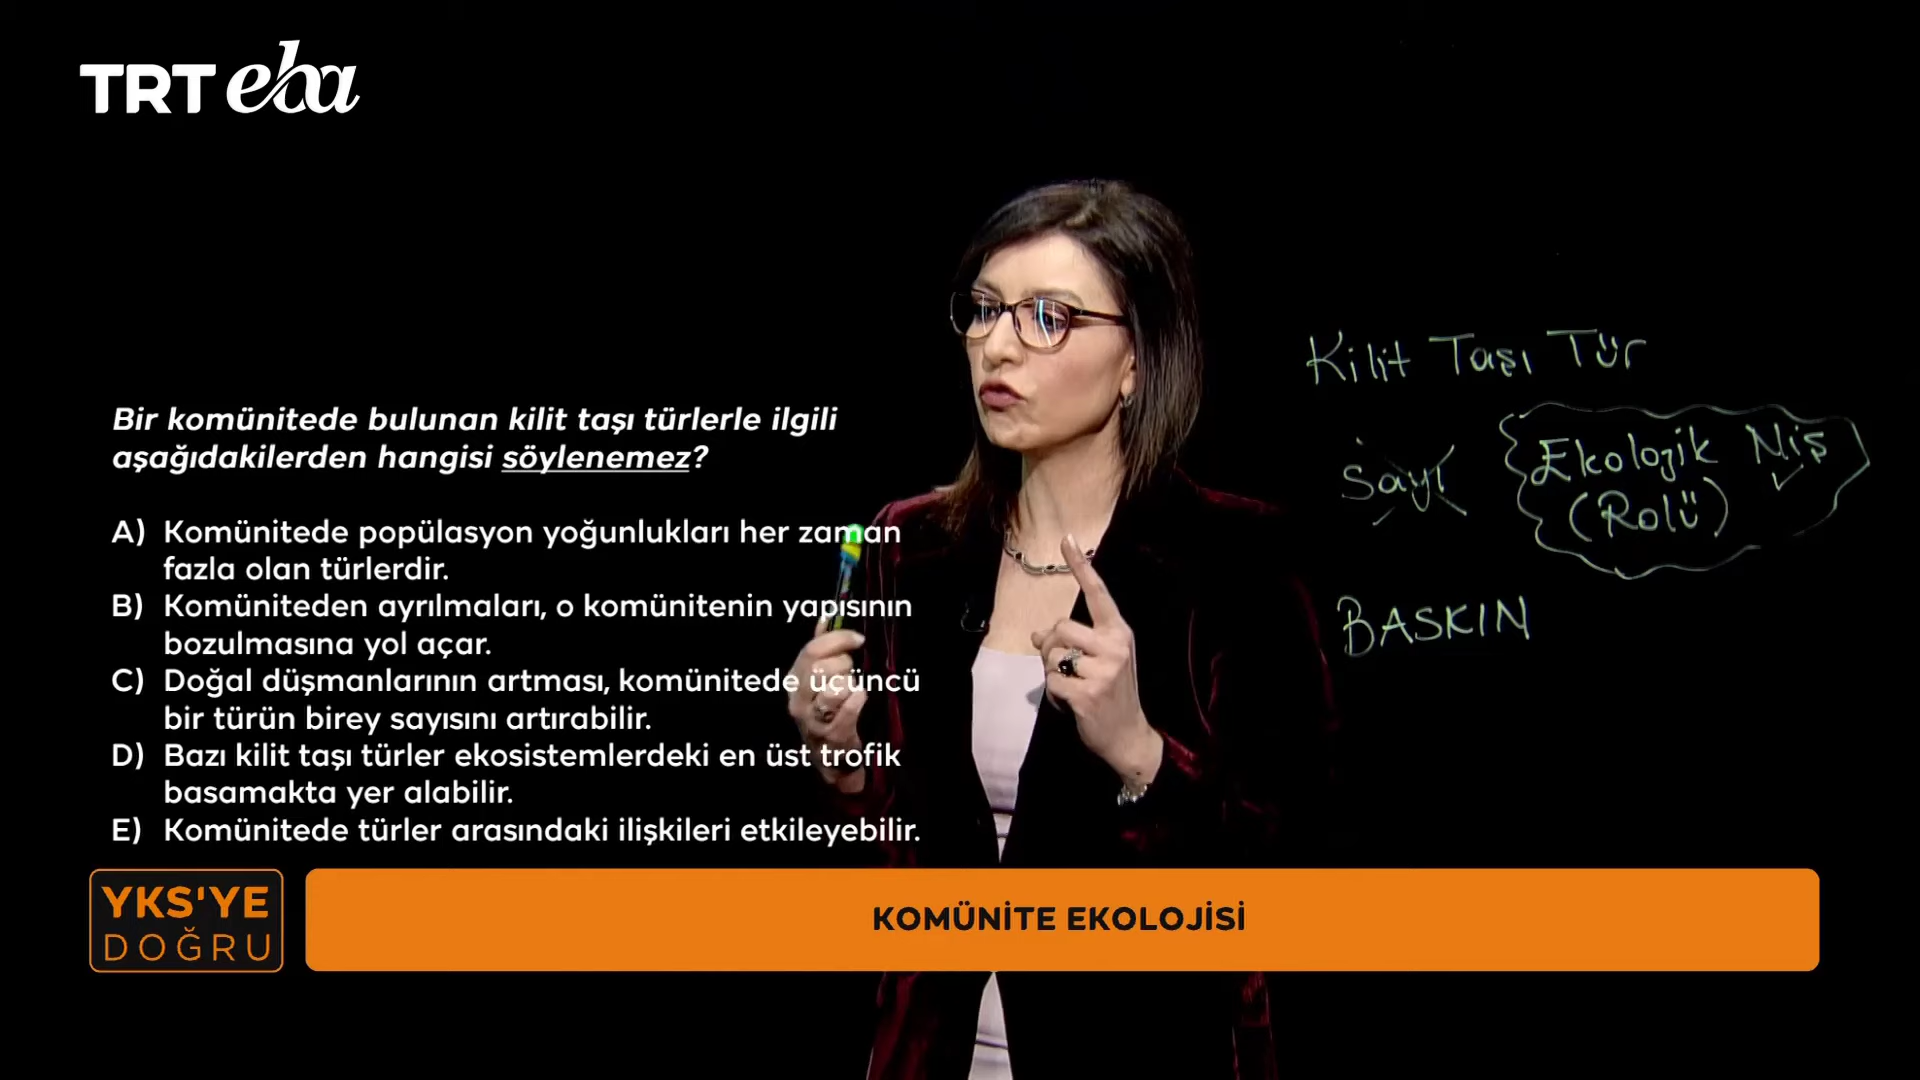 TRT eba
Bir komünitede bulunan kilit taşı türlerle ilgili
aşağıdakilerden hangisi söylenemez?
A) Komünitede popülasyon yoğunlukları her zaman
fazla olan türlerdir.
B) Komüniteden ayrılmaları, o komünitenin yapısının
bozulmasına yol açar.
C) Doğal düşmanlarının artması, komünitede üçüncü
bir türün birey sayısını artırabilir.
D) Bazı kilit taşı türler ekosistemlerdeki en üst trofik
basamakta yer alabilir.
E) Komünitede türler arasındaki ilişkileri etkileyebilir.
Kilit Taşı Tür
Sayı
Ekolojik Niş
(Rolü)
BASKIN
YKS'YE
DOĞRU
KOMÜNİTE EKOLOJİSİ